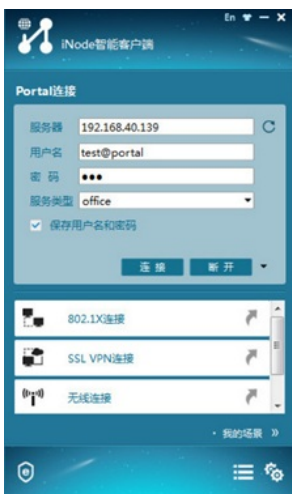 En
iNode智能客户端
Portal连接
服务器 192.168.40.139
用户名 test@portal
密 码 ●●●
服务类型 office
保存用户名和密码
连 接 断 开
802.1X连接
SSL VPN连接
无线连接
· 我的场景 »